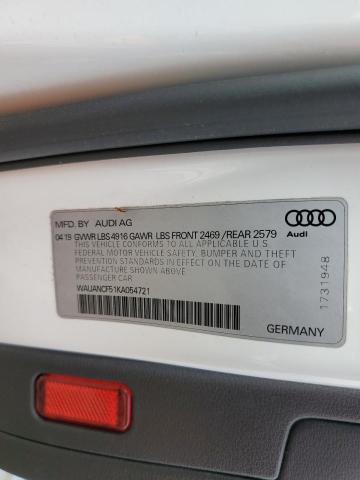 MFD. BY AUDI AG
04 19 GVWR LBS 4916 GAWR LBS FRONT 2469 /REAR 2579
THIS VEHICLE CONFORMS TO ALL APPLICABLE U.S.
FEDERAL MOTOR VEHICLE SAFETY, BUMPER AND THEFT
PREVENTION STANDARDS IN EFFECT ON THE DATE OF
MANUFACTURE SHOWN ABOVE.
PASSENGER CAR
WAUANCF51KA054721
Audi
1731948
GERMANY